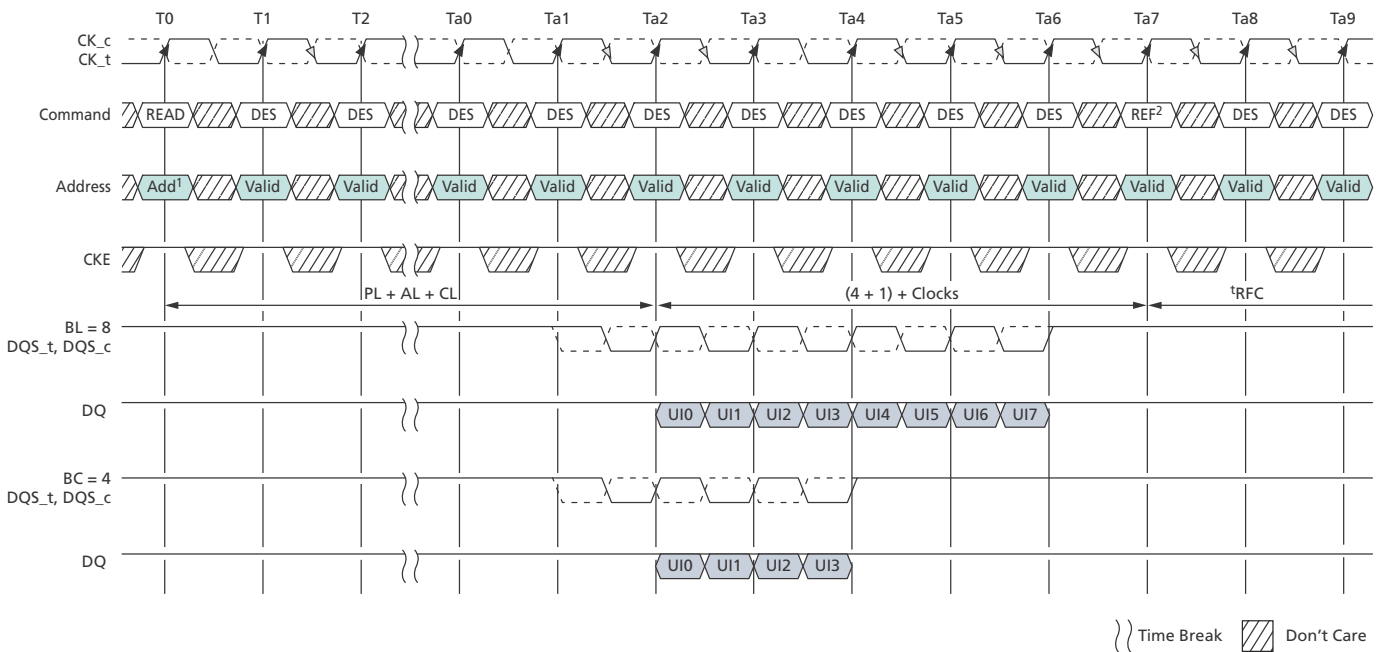 T0 T1 T2 Ta0 Ta1 Ta2 Ta3 Ta4 Ta5 Ta6 Ta7 Ta8 Ta9
CK_c
CK_t
Command READ DES DES DES DES DES DES DES DES DES REF² DES DES
Address Add¹ Valid Valid Valid Valid Valid Valid Valid Valid Valid Valid Valid Valid
CKE
PL + AL + CL (4 + 1) + Clocks ᵗRFC
BL = 8
DQS_t, DQS_c
DQ UI0 UI1 UI2 UI3 UI4 UI5 UI6 UI7
BC = 4
DQS_t, DQS_c
DQ UI0 UI1 UI2 UI3
Time Break Don't Care